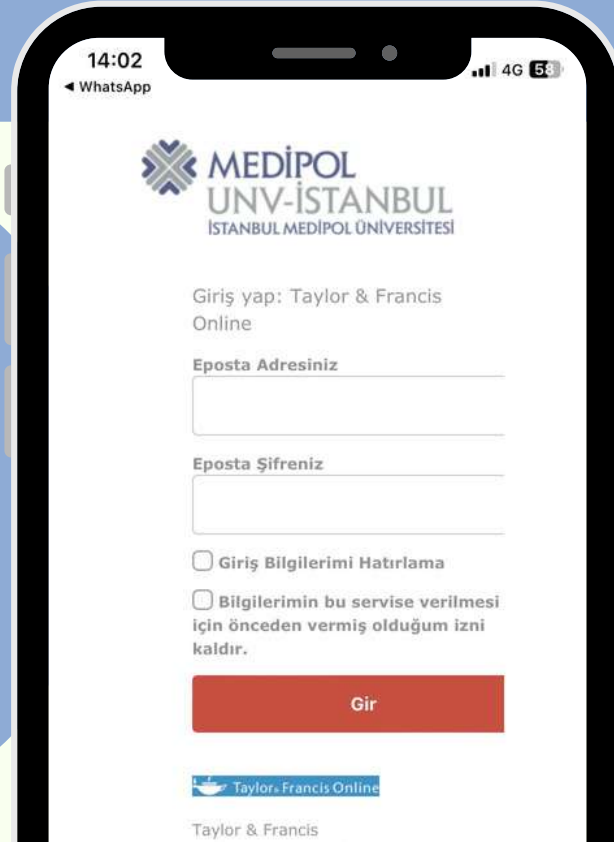 14:02
4G 58
◀ WhatsApp
MEDİPOL
UNV-İSTANBUL
İSTANBUL MEDİPOL ÜNİVERSİTESİ
Giriş yap: Taylor & Francis
Online
Eposta Adresiniz
Eposta Şifreniz
Giriş Bilgilerimi Hatırlama
Bilgilerimin bu servise verilmesi
için önceden vermiş olduğum izni
kaldır.
Gir
Taylor & Francis Online
Taylor & Francis